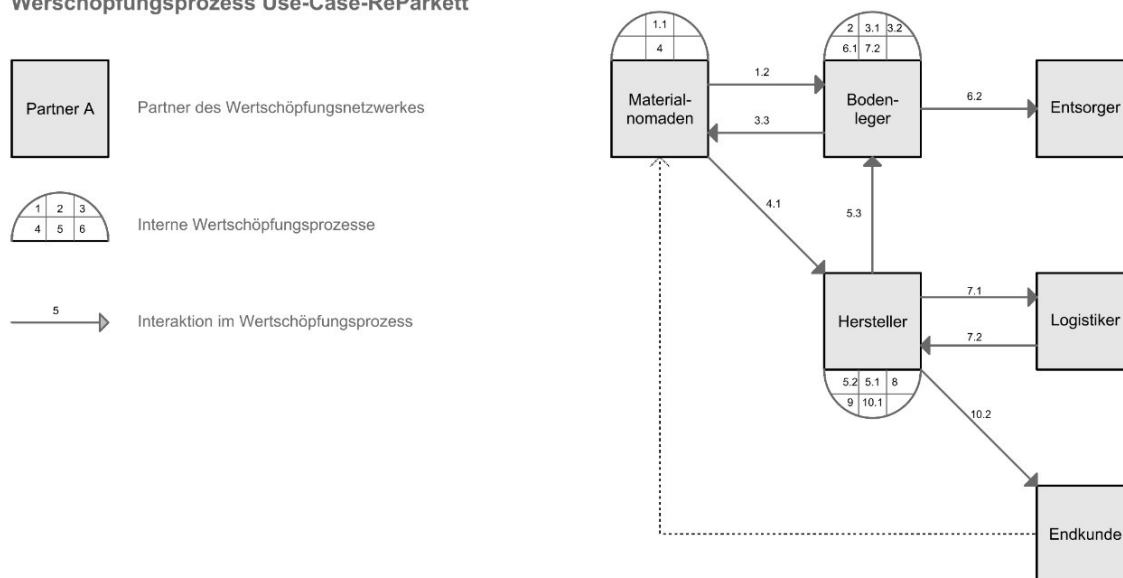 Werschöpfungsprozess Use-Case-ReParkett
Partner A
Partner des Wertschöpfungsnetzwerkes
1 2 3
4 5 6
Interne Wertschöpfungsprozesse
5
Interaktion im Wertschöpfungsprozess
1.1
4
Material-
nomaden
1.2
3.3
2 3.1 3.2
6.1 7.2
Boden-
leger
6.2
Entsorger
4.1
5.3
Hersteller
7.1
7.2
Logistiker
5.2 5.1 8
9 10.1
10.2
Endkunde